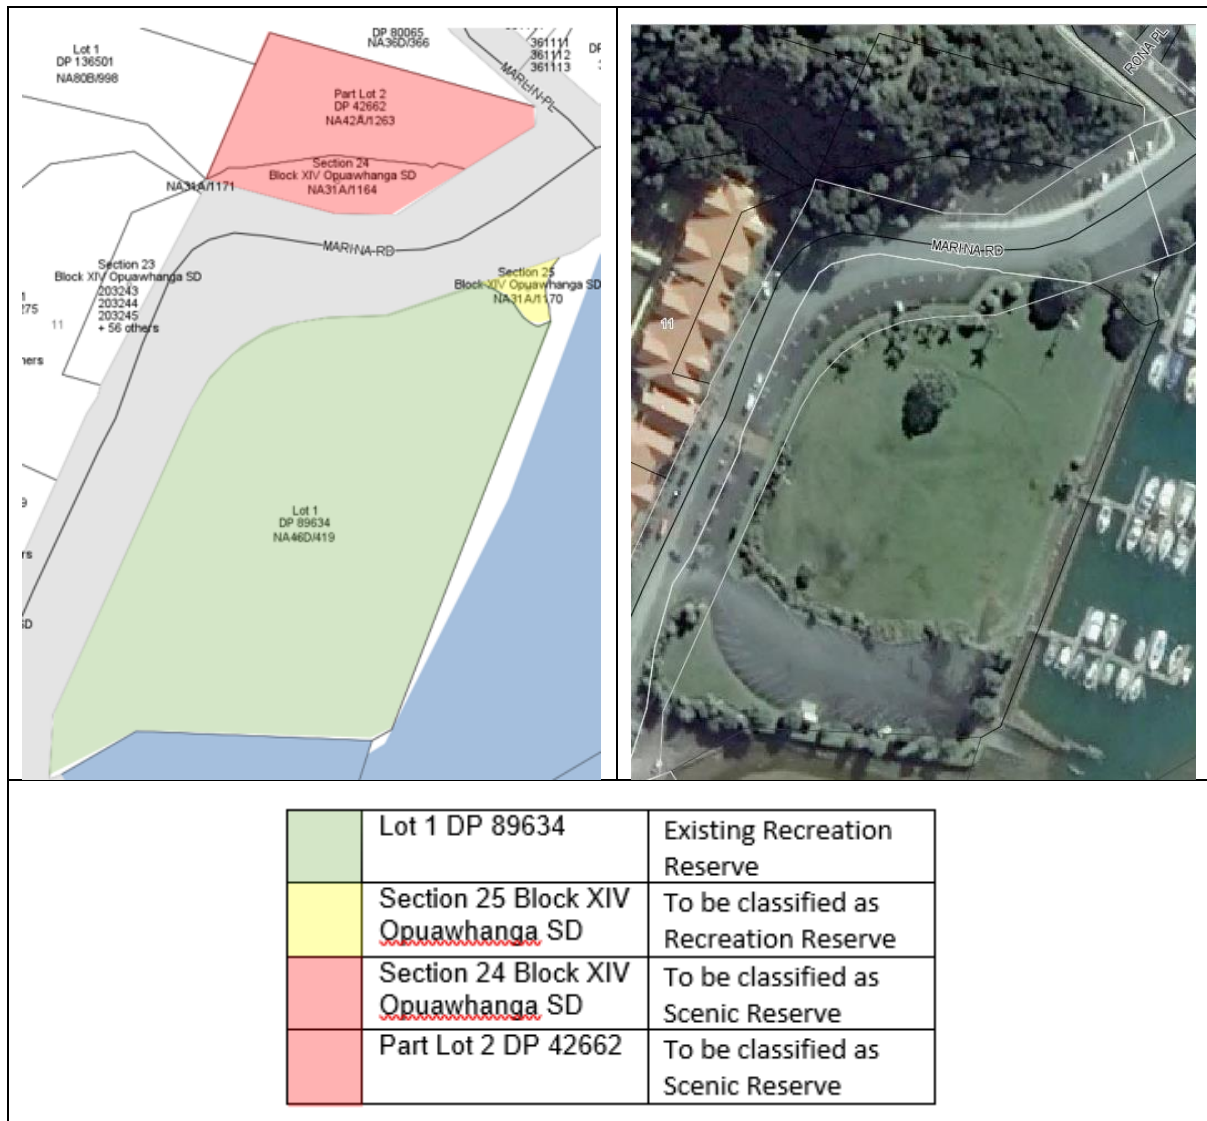 Lot 1
DP 136501
NA80B/998
DP 80065
NA36D/366
361111
361112
361113
MARLIN PL
Part Lot 2
DP 42662
NA42A/1263
Section 24
Block XIV Opuawhanga SD
NA31A/1164
NA31A/1171
MARINA RD
Section 23
Block XIV Opuawhanga SD
203243
203244
203245
+ 56 others
275
11
hers
Section 25
Block XIV Opuawhanga SD
NA31A/1170
Lot 1
DP 89634
NA46D/419
rs
SD
RONA PL
MARINA RD
11
Lot 1 DP 89634
Existing Recreation
Reserve
Section 25 Block XIV
Opuawhanga SD
To be classified as
Recreation Reserve
Section 24 Block XIV
Opuawhanga SD
To be classified as
Scenic Reserve
Part Lot 2 DP 42662
To be classified as
Scenic Reserve